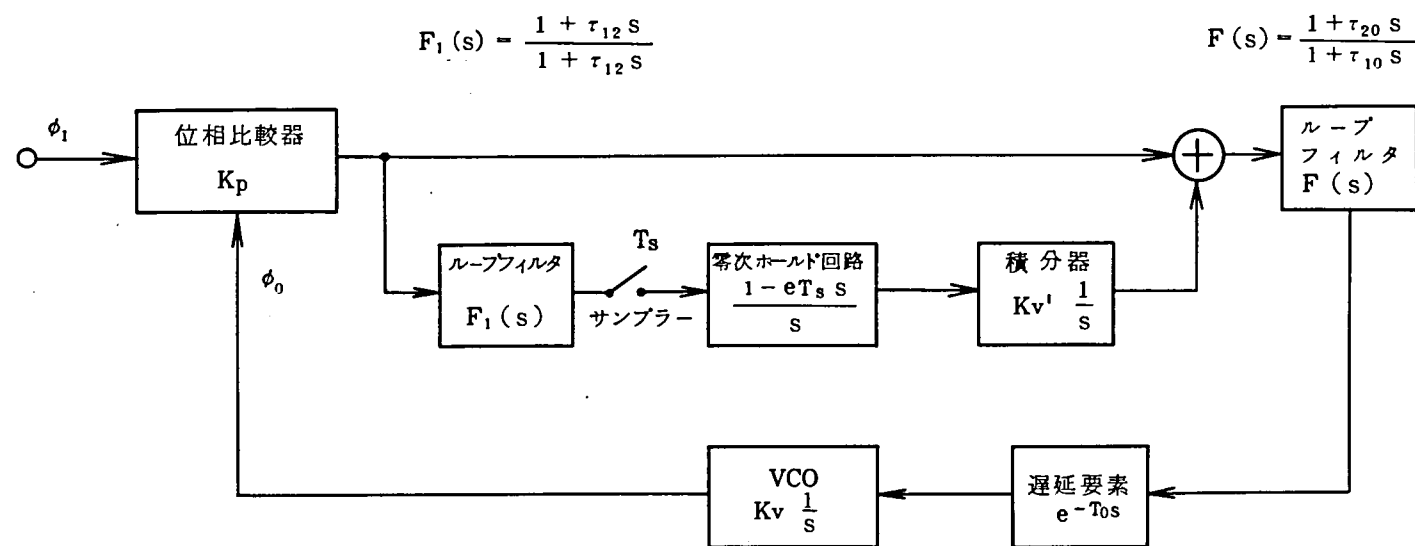 F₁(s) = (1 + τ₁₂ s)/(1 + τ₁₂ s)
F(s) = (1 + τ₂₀ s)/(1 + τ₁₀ s)
φ₁
位相比較器
Kp
ループ
フィルタ
F(s)
φ₀
ループフィルタ
F₁(s)
Ts
サンプラー
零次ホールド回路
(1 - eTs s)/s
積分器
Kv' 1/s
VCO
Kv 1/s
遅延要素
e-T₀s